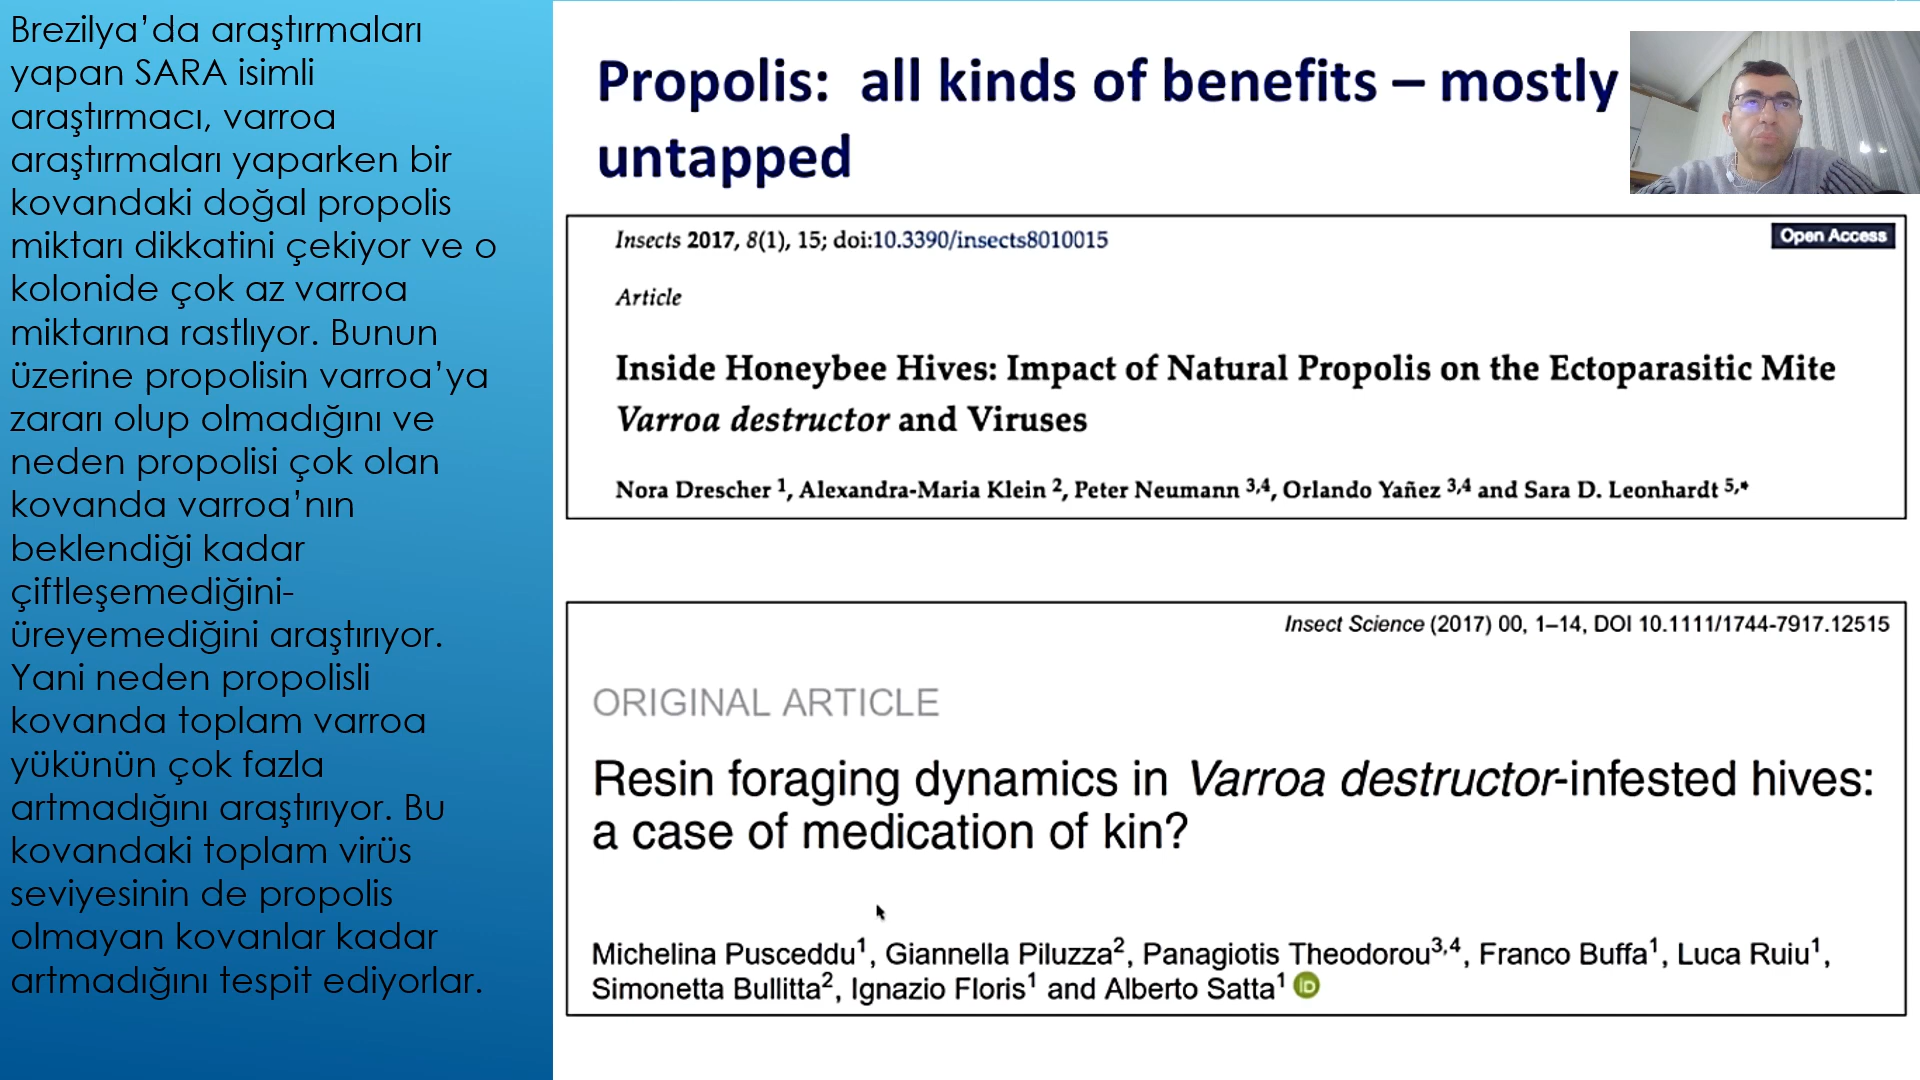 Brezilya’da araştırmaları
yapan SARA isimli
araştırmacı, varroa
araştırmaları yaparken bir
kovandaki doğal propolis
miktarı dikkatini çekiyor ve o
kolonide çok az varroa
miktarına rastlıyor. Bunun
üzerine propolisin varroa’ya
zararı olup olmadığını ve
neden propolisi çok olan
kovanda varroa’nın
beklendiği kadar
çiftleşemediğini-
üreyemediğini araştırıyor.
Yani neden propolisli
kovanda toplam varroa
yükünün çok fazla
artmadığını araştırıyor. Bu
kovandaki toplam virüs
seviyesinin de propolis
olmayan kovanlar kadar
artmadığını tespit ediyorlar.
Propolis: all kinds of benefits – mostly
untapped
Insects 2017, 8(1), 15; doi:10.3390/insects8010015
Open Access
Article
Inside Honeybee Hives: Impact of Natural Propolis on the Ectoparasitic Mite
Varroa destructor and Viruses
Nora Drescher 1, Alexandra-Maria Klein 2, Peter Neumann 3,4, Orlando Yañez 3,4 and Sara D. Leonhardt 5,*
Insect Science (2017) 00, 1–14, DOI 10.1111/1744-7917.12515
ORIGINAL ARTICLE
Resin foraging dynamics in Varroa destructor-infested hives:
a case of medication of kin?
Michelina Pusceddu1, Giannella Piluzza2, Panagiotis Theodorou3,4, Franco Buffa1, Luca Ruiu1,
Simonetta Bullitta2, Ignazio Floris1 and Alberto Satta1 iD